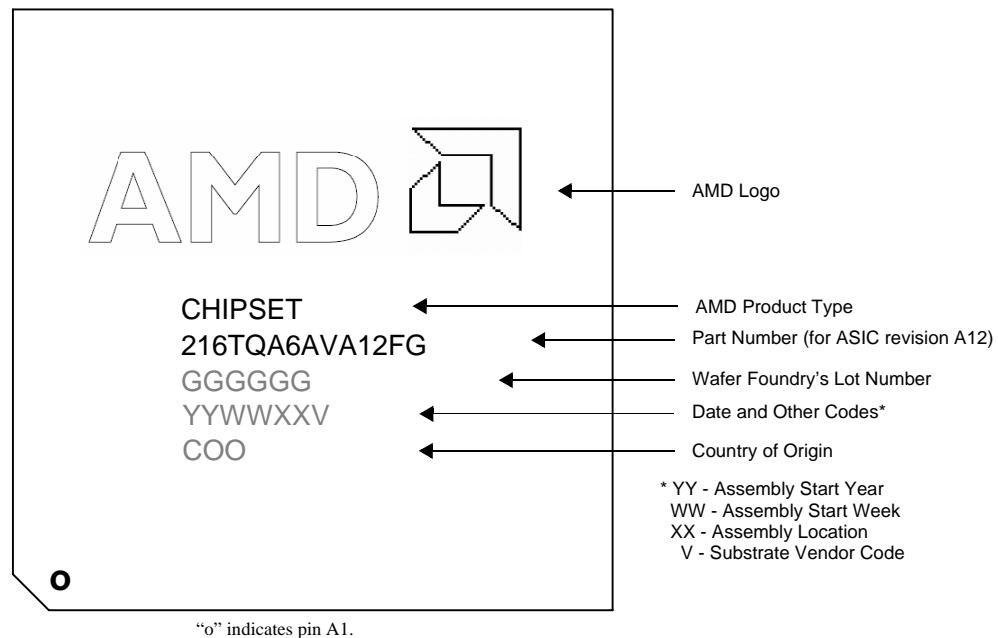 AMD
AMD Logo
CHIPSET
AMD Product Type
216TQA6AVA12FG
Part Number (for ASIC revision A12)
GGGGGG
Wafer Foundry's Lot Number
YYWWXXV
Date and Other Codes*
COO
Country of Origin
* YY - Assembly Start Year
WW - Assembly Start Week
XX - Assembly Location
V - Substrate Vendor Code
o
“o” indicates pin A1.